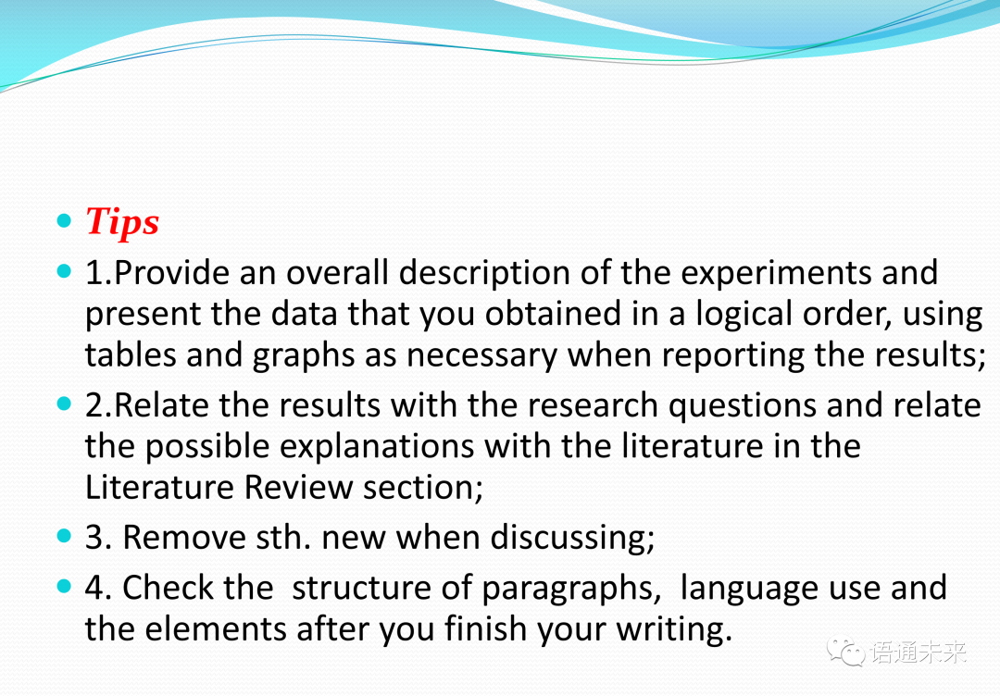 Tips
1.Provide an overall description of the experiments and
present the data that you obtained in a logical order, using
tables and graphs as necessary when reporting the results;
2.Relate the results with the research questions and relate
the possible explanations with the literature in the
Literature Review section;
3. Remove sth. new when discussing;
4. Check the  structure of paragraphs,  language use and
the elements after you finish your writing.
语通未来